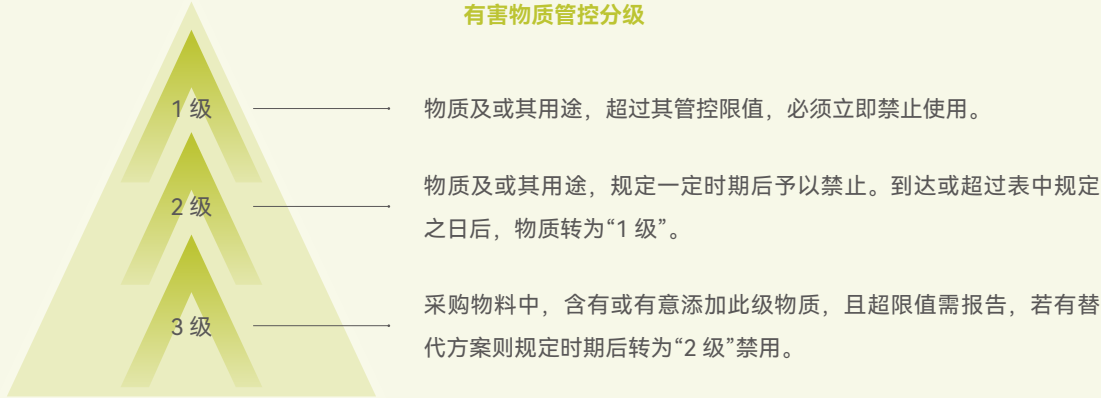 有害物质管控分级
1 级
物质及或其用途，超过其管控限值，必须立即禁止使用。
2 级
物质及或其用途，规定一定时期后予以禁止。到达或超过表中规定
之日后，物质转为“1 级”。
3 级
采购物料中，含有或有意添加此级物质，且超限值需报告，若有替
代方案则规定时期后转为“2 级”禁用。